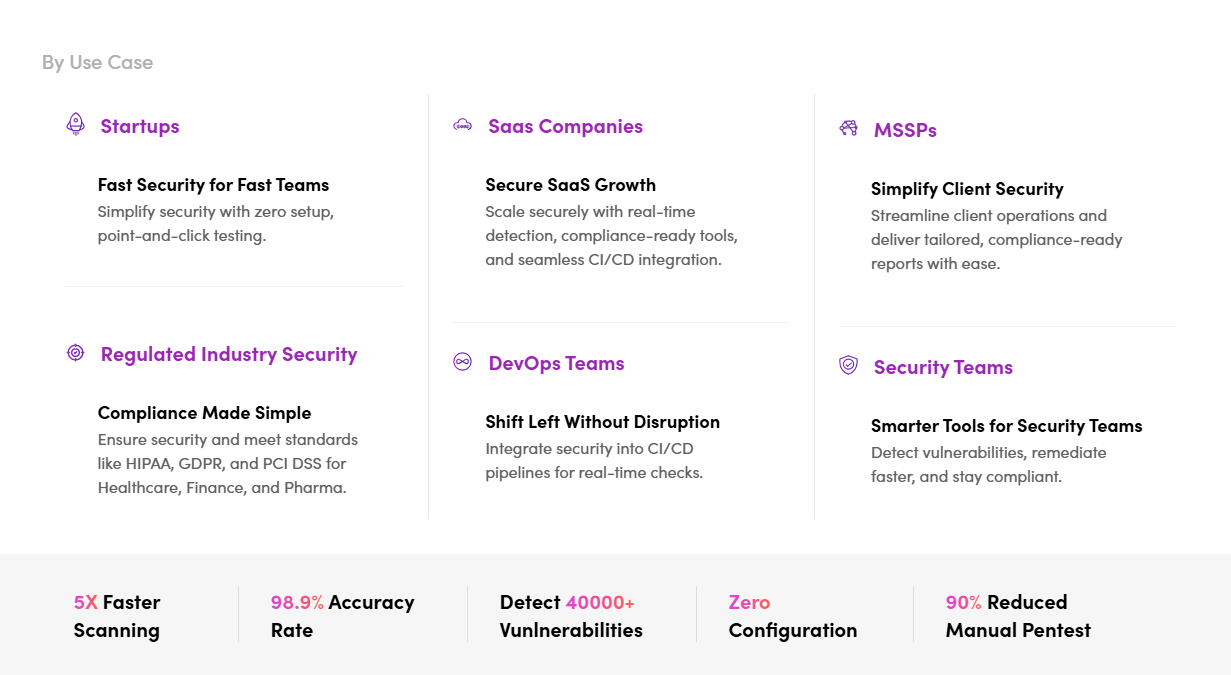 By Use Case
Startups
Fast Security for Fast Teams
Simplify security with zero setup,
point-and-click testing.
Regulated Industry Security
Compliance Made Simple
Ensure security and meet standards
like HIPAA, GDPR, and PCI DSS for
Healthcare, Finance, and Pharma.
Saas Companies
Secure SaaS Growth
Scale securely with real-time
detection, compliance-ready tools,
and seamless CI/CD integration.
DevOps Teams
Shift Left Without Disruption
Integrate security into CI/CD
pipelines for real-time checks.
MSSPs
Simplify Client Security
Streamline client operations and
deliver tailored, compliance-ready
reports with ease.
Security Teams
Smarter Tools for Security Teams
Detect vulnerabilities, remediate
faster, and stay compliant.
5X Faster
Scanning
98.9% Accuracy
Rate
Detect 40000+
Vunlnerabilities
Zero
Configuration
90% Reduced
Manual Pentest